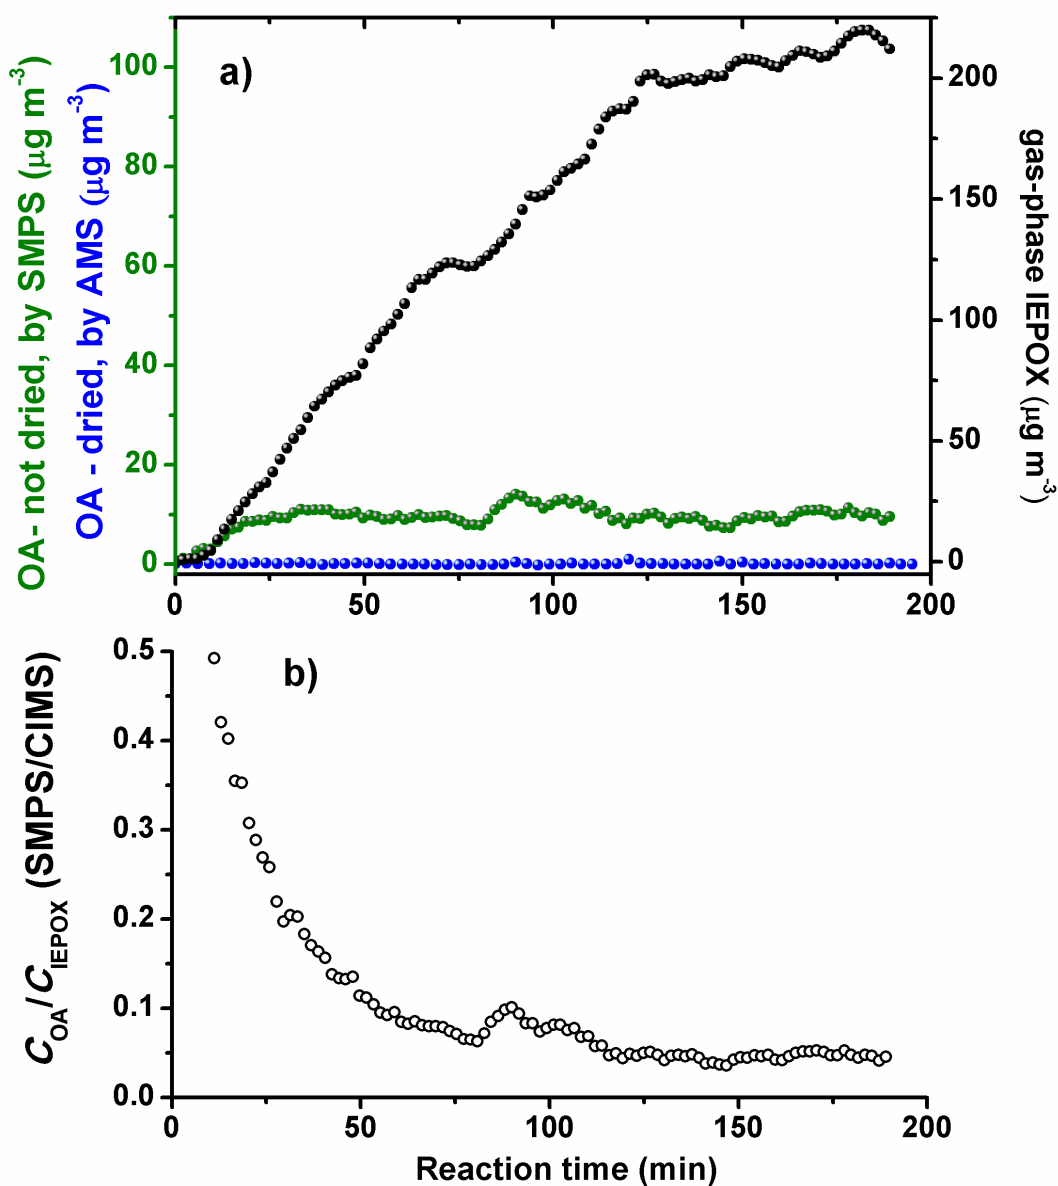 a)
OA- not dried, by SMPS (μg m⁻³)
OA - dried, by AMS (μg m⁻³)
gas-phase IEPOX (μg m⁻³)
100
80
60
40
20
0
200
150
100
50
0
0 50 100 150 200
b)
C_OA/C_IEPOX (SMPS/CIMS)
0.5
0.4
0.3
0.2
0.1
0.0
0 50 100 150 200
Reaction time (min)